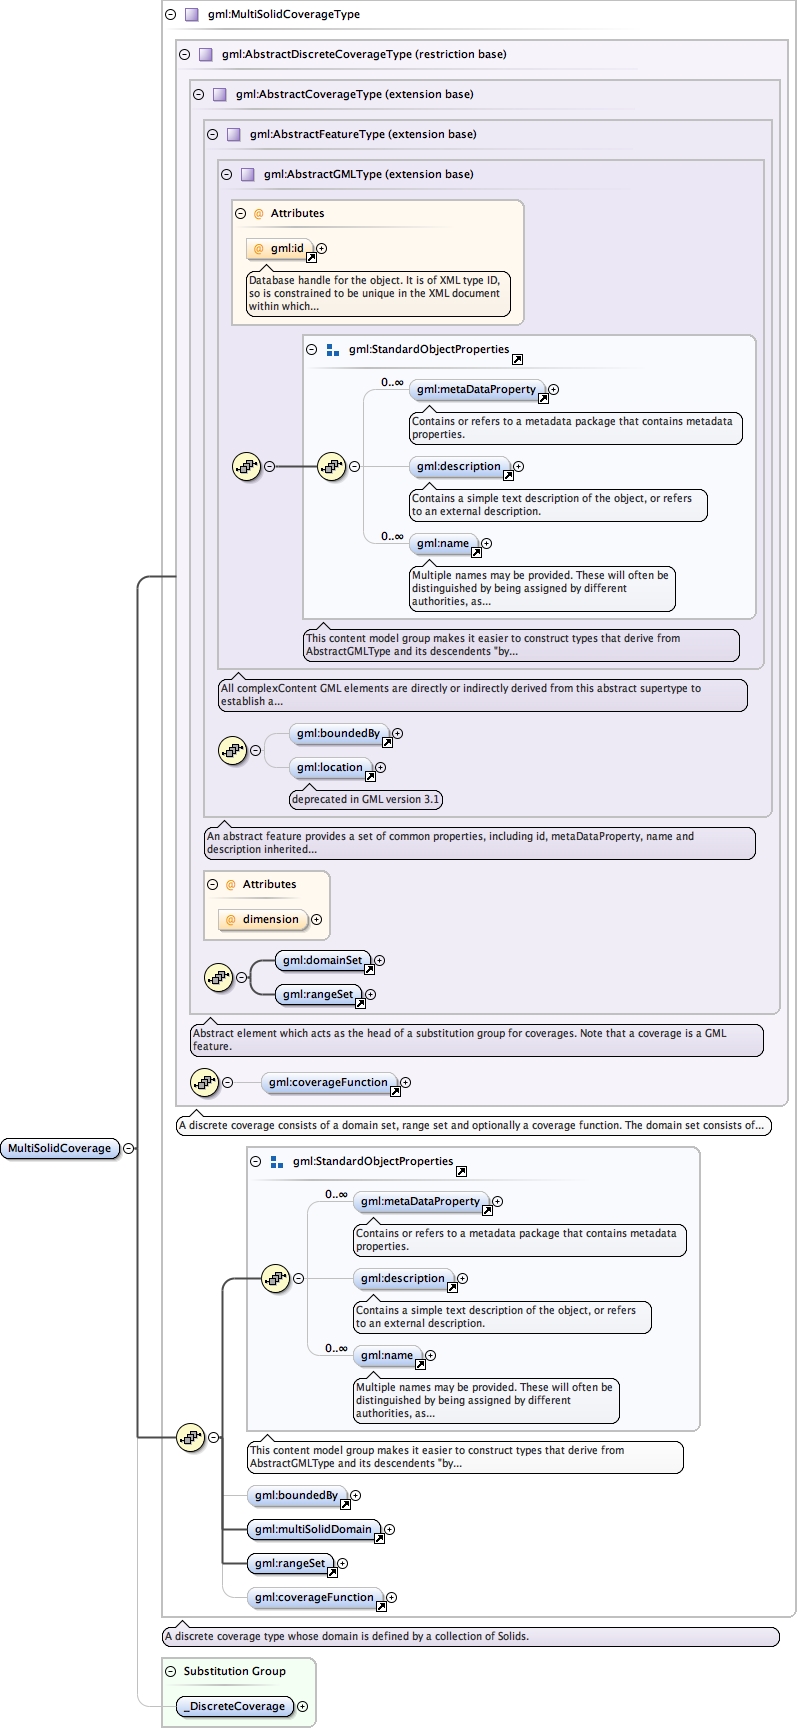 gml:MultiSolidCoverageType
gml:AbstractDiscreteCoverageType (restriction base)
gml:AbstractCoverageType (extension base)
gml:AbstractFeatureType (extension base)
gml:AbstractGMLType (extension base)
@ Attributes
@ gml:id
Database handle for the object. It is of XML type ID,
so is constrained to be unique in the XML document
within which...
gml:StandardObjectProperties
0..∞
gml:metaDataProperty
Contains or refers to a metadata package that contains metadata
properties.
gml:description
Contains a simple text description of the object, or refers
to an external description.
0..∞
gml:name
Multiple names may be provided. These will often be
distinguished by being assigned by different
authorities, as...
This content model group makes it easier to construct types that derive from
AbstractGMLType and its descendents "by...
All complexContent GML elements are directly or indirectly derived from this abstract supertype to
establish a...
gml:boundedBy
gml:location
deprecated in GML version 3.1
An abstract feature provides a set of common properties, including id, metaDataProperty, name and
description inherited...
@ Attributes
@ dimension
gml:domainSet
gml:rangeSet
Abstract element which acts as the head of a substitution group for coverages. Note that a coverage is a GML
feature.
gml:coverageFunction
A discrete coverage consists of a domain set, range set and optionally a coverage function. The domain set consists of...
MultiSolidCoverage
gml:StandardObjectProperties
0..∞
gml:metaDataProperty
Contains or refers to a metadata package that contains metadata
properties.
gml:description
Contains a simple text description of the object, or refers
to an external description.
0..∞
gml:name
Multiple names may be provided. These will often be
distinguished by being assigned by different
authorities, as...
This content model group makes it easier to construct types that derive from
AbstractGMLType and its descendents "by...
gml:boundedBy
gml:multiSolidDomain
gml:rangeSet
gml:coverageFunction
A discrete coverage type whose domain is defined by a collection of Solids.
Substitution Group
_DiscreteCoverage